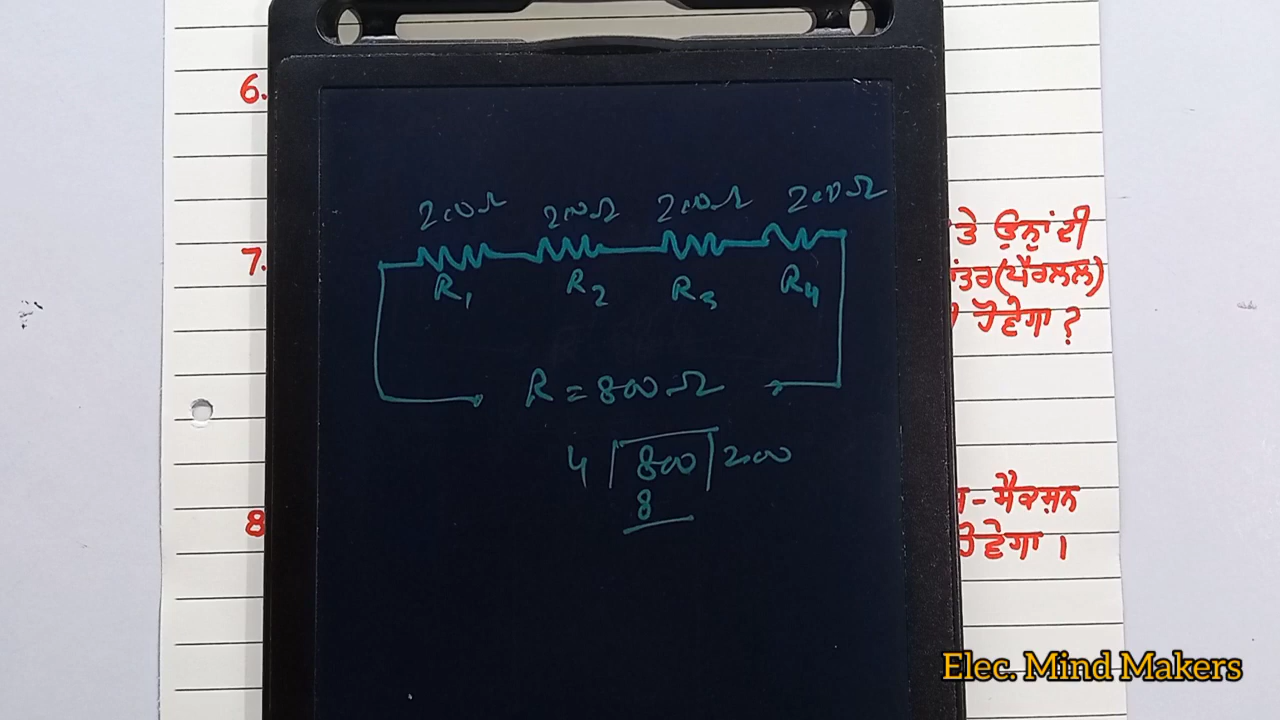 6.
200Ω 200Ω 200Ω 200Ω
R1 R2 R3 R4
7.
ਤੇ ਉਨ੍ਹਾਂ ਦੀ
ਤਰ(ਪੈਰਲਲ)
ਹੋਵੇਗਾ ?
R = 800Ω
4 800 200
8
8
- ਸੈਕਸ਼ਨ
ਹੋਵੇਗਾ ।
Elec. Mind Makers